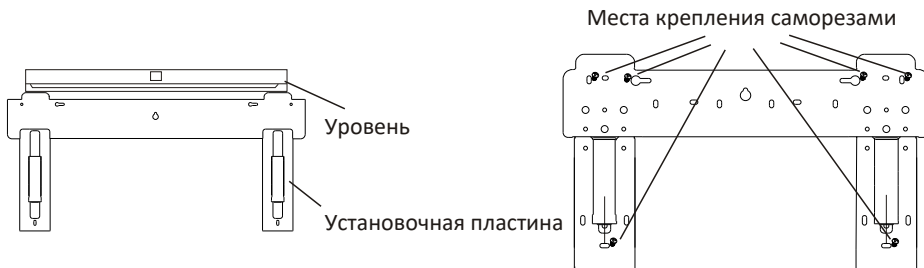 Места крепления саморезами
Уровень
Установочная пластина